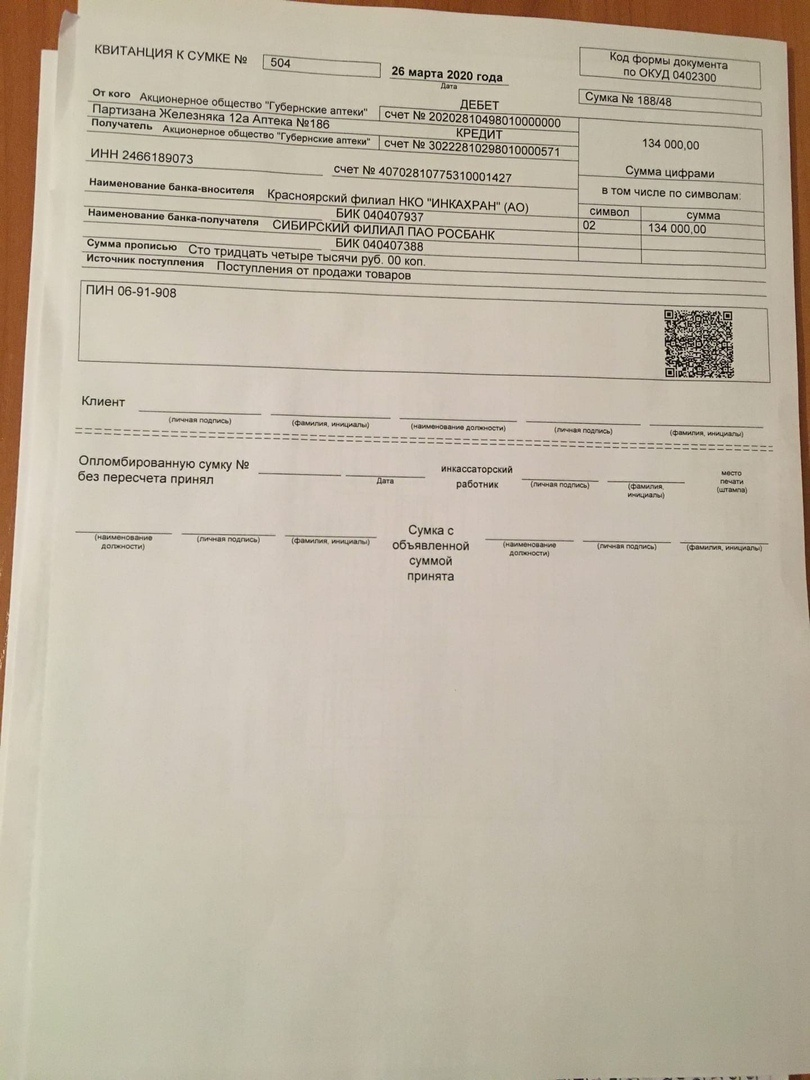 КВИТАНЦИЯ К СУМКЕ № 504
26 марта 2020 года
Дата
Код формы документа
по ОКУД 0402300
Сумка № 188/48
От кого Акционерное общество "Губернские аптеки"
Партизана Железняка 12а Аптека №186
ДЕБЕТ
счет № 20202810498010000000
Получатель Акционерное общество "Губернские аптеки"
КРЕДИТ
счет № 30222810298010000571
134 000,00
Сумма цифрами
ИНН 2466189073
счет № 40702810775310001427
в том числе по символам:
символ сумма
02 134 000,00
Наименование банка-вносителя Красноярский филиал НКО "ИНКАХРАН" (АО)
БИК 040407937
Наименование банка-получателя СИБИРСКИЙ ФИЛИАЛ ПАО РОСБАНК
БИК 040407388
Сумма прописью Сто тридцать четыре тысячи руб. 00 коп.
Источник поступления Поступления от продажи товаров
ПИН 06-91-908
Клиент
(личная подпись) (фамилия, инициалы) (наименование должности) (личная подпись) (фамилия, инициалы)
Опломбированную сумку №
без пересчета принял
Дата
инкассаторский
работник
(личная подпись)
(фамилия,
инициалы)
место
печати
(штампа)
(наименование
должности)
(личная подпись)
(фамилия, инициалы)
Сумка с
объявленной
суммой
принята
(наименование
должности)
(личная подпись)
(фамилия, инициалы)